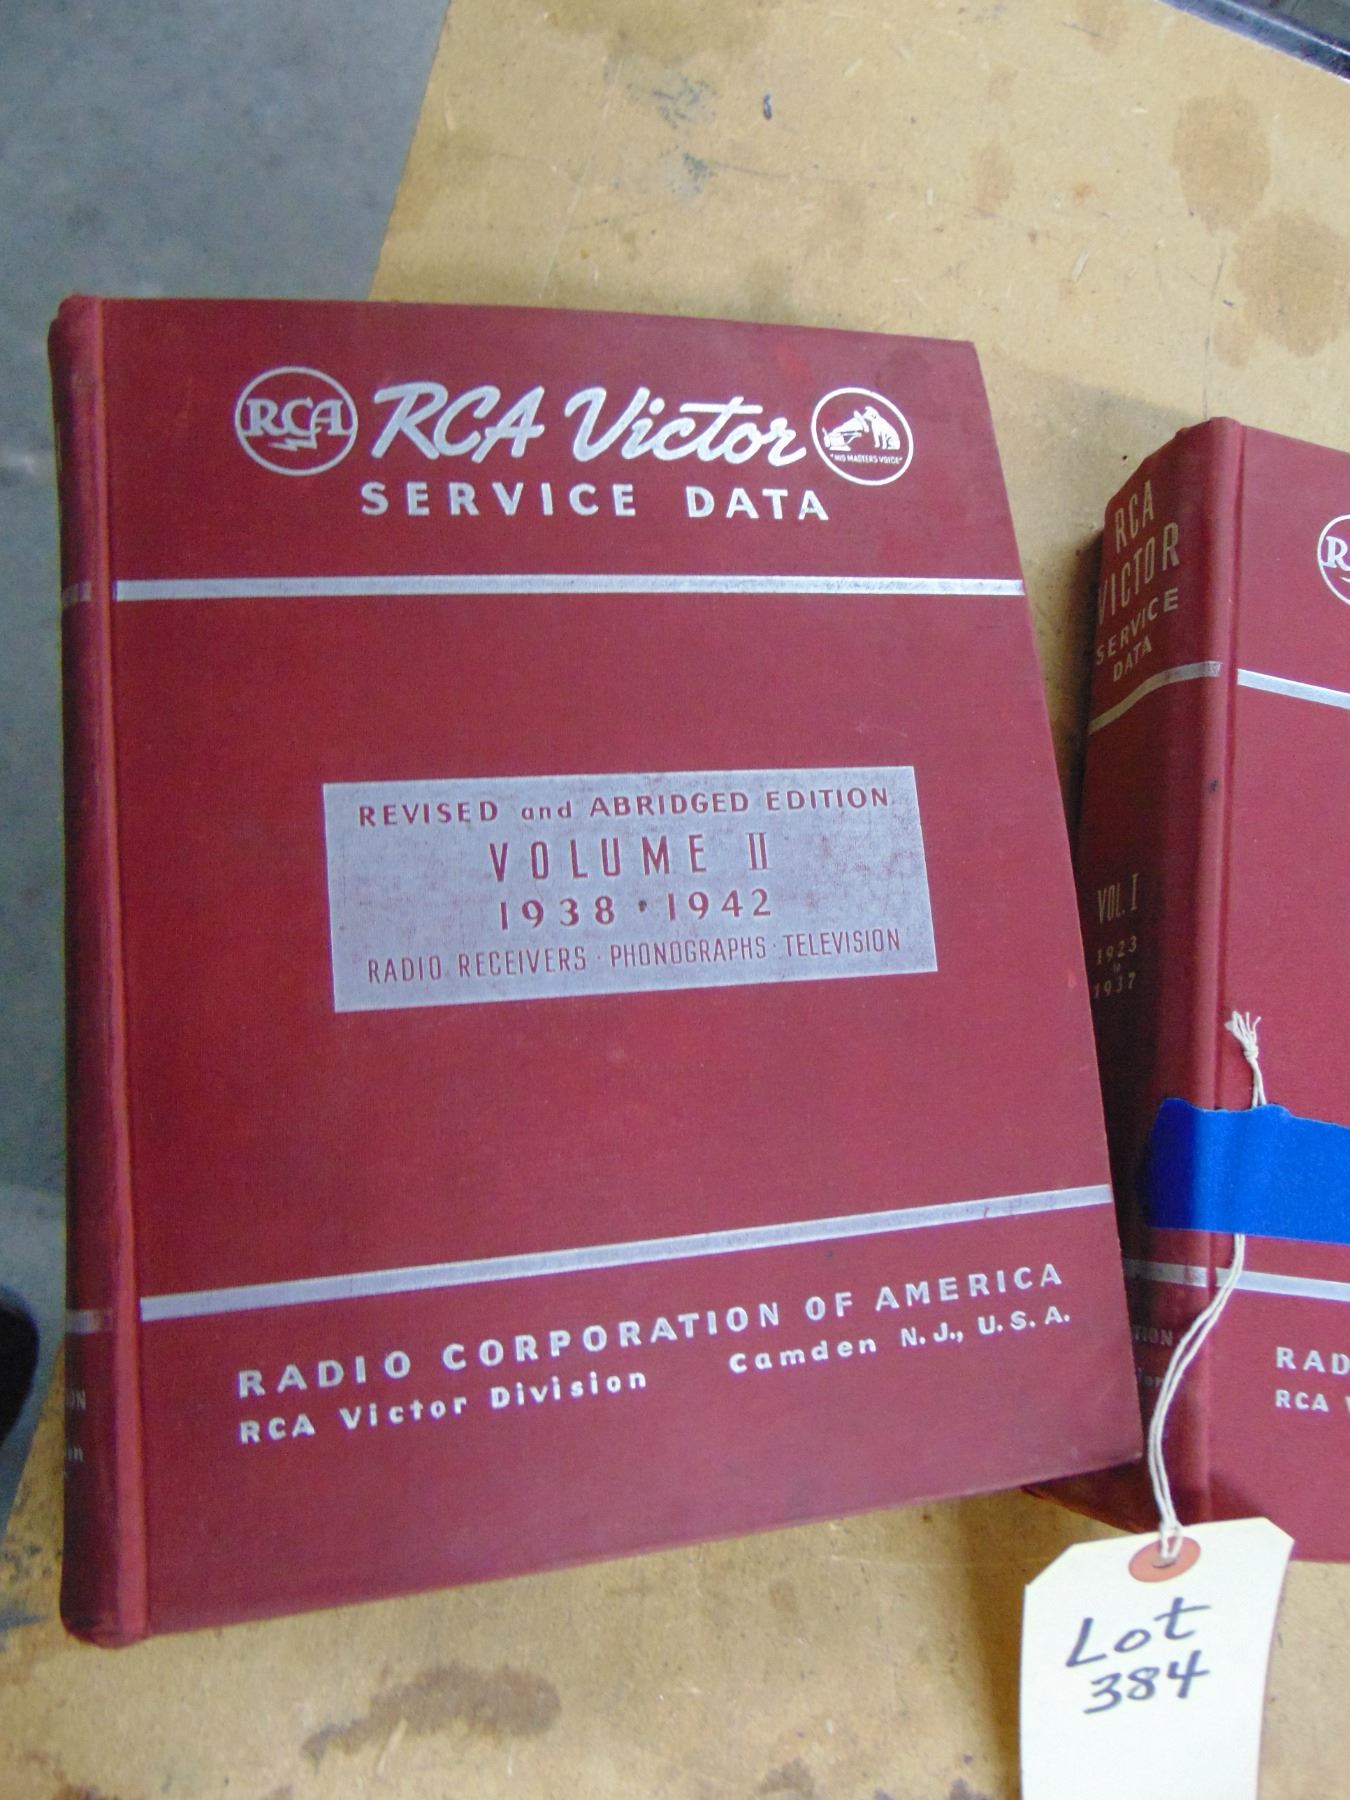 RCA RCA Victor "HIS MASTERS VOICE"
SERVICE DATA
REVISED and ABRIDGED EDITION
VOLUME II
1938 · 1942
RADIO RECEIVERS · PHONOGRAPHS · TELEVISION
RADIO CORPORATION OF AMERICA
RCA Victor Division Camden N.J., U.S.A.
RCA
VICTOR
SERVICE
DATA
VOL. I
1923
to
1937
RAD
RCA
Lot
384